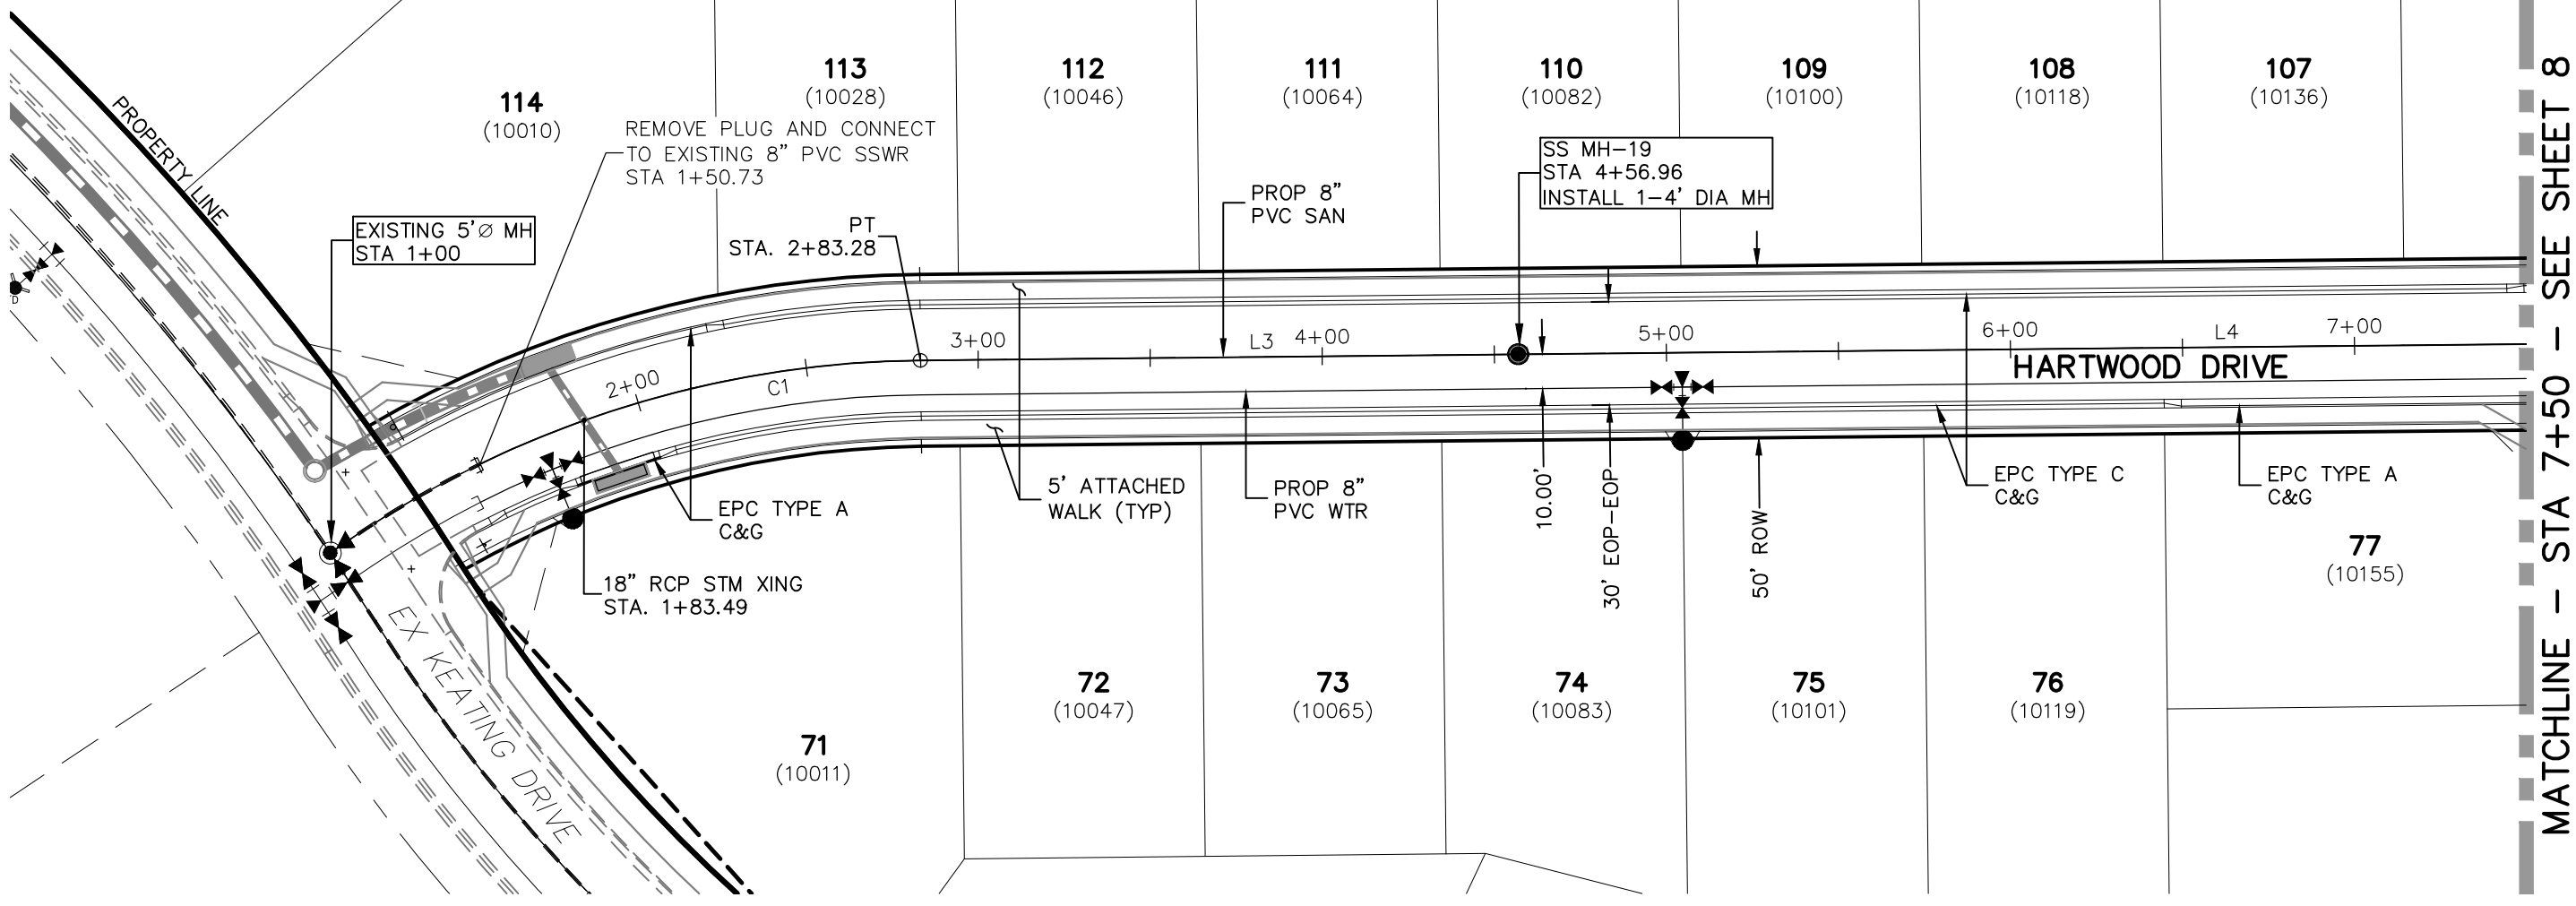 113
(10028)
112
(10046)
111
(10064)
110
(10082)
109
(10100)
108
(10118)
107
(10136)
114
(10010)
PROPERTY LINE
REMOVE PLUG AND CONNECT
TO EXISTING 8" PVC SSWR
STA 1+50.73
SS MH-19
STA 4+56.96
INSTALL 1-4' DIA MH
PROP 8"
PVC SAN
EXISTING 5'Ø MH
STA 1+00
PT
STA. 2+83.28
D
2+00
C1
3+00
L3
4+00
5+00
6+00
L4
7+00
HARTWOOD DRIVE
EPC TYPE A
C&G
5' ATTACHED
WALK (TYP)
PROP 8"
PVC WTR
10.00'
30' EOP-EOP
50' ROW
EPC TYPE C
C&G
EPC TYPE A
C&G
18" RCP STM XING
STA. 1+83.49
EX KEATING DRIVE
77
(10155)
71
(10011)
72
(10047)
73
(10065)
74
(10083)
75
(10101)
76
(10119)
MATCHLINE - STA 7+50 - SEE SHEET 8